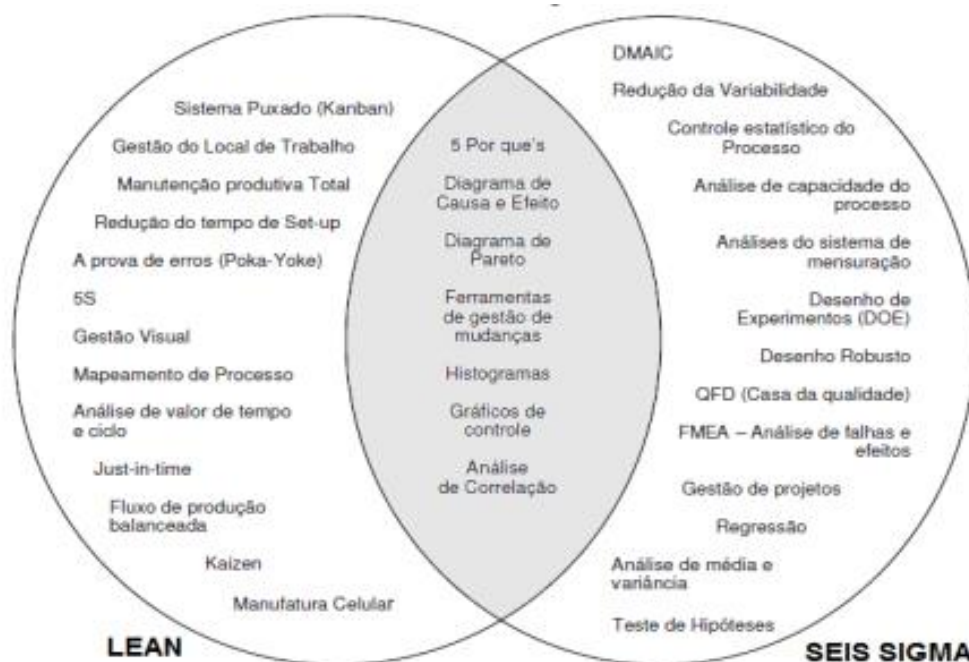 Sistema Puxado (Kanban)
Gestão do Local de Trabalho
Manutenção produtiva Total
Redução do tempo de Set-up
A prova de erros (Poka-Yoke)
5S
Gestão Visual
Mapeamento de Processo
Análise de valor de tempo
e ciclo
Just-in-time
Fluxo de produção
balanceada
Kaizen
Manufatura Celular
LEAN
5 Por que's
Diagrama de
Causa e Efeito
Diagrama de
Pareto
Ferramentas
de gestão de
mudanças
Histogramas
Gráficos de
controle
Análise
de Correlação
DMAIC
Redução da Variabilidade
Controle estatístico do
Processo
Análise de capacidade do
processo
Análises do sistema de
mensuração
Desenho de
Experimentos (DOE)
Desenho Robusto
QFD (Casa da qualidade)
FMEA – Análise de falhas e
efeitos
Gestão de projetos
Regressão
Análise de média e
variância
Teste de Hipóteses
SEIS SIGMA